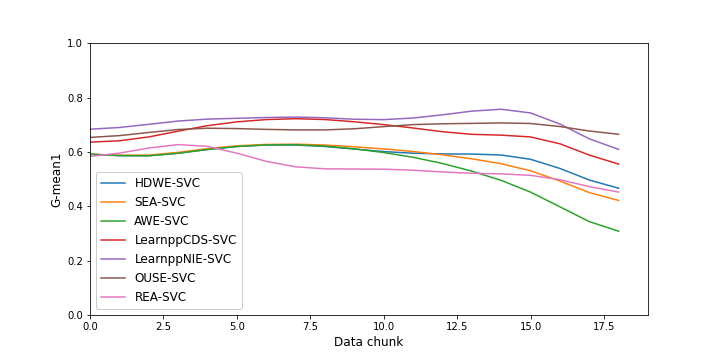 1.0
0.8
0.6
0.4
0.2
0.0
G-mean1
HDWE-SVC
SEA-SVC
AWE-SVC
LearnppCDS-SVC
LearnppNIE-SVC
OUSE-SVC
REA-SVC
0.0 2.5 5.0 7.5 10.0 12.5 15.0 17.5
Data chunk